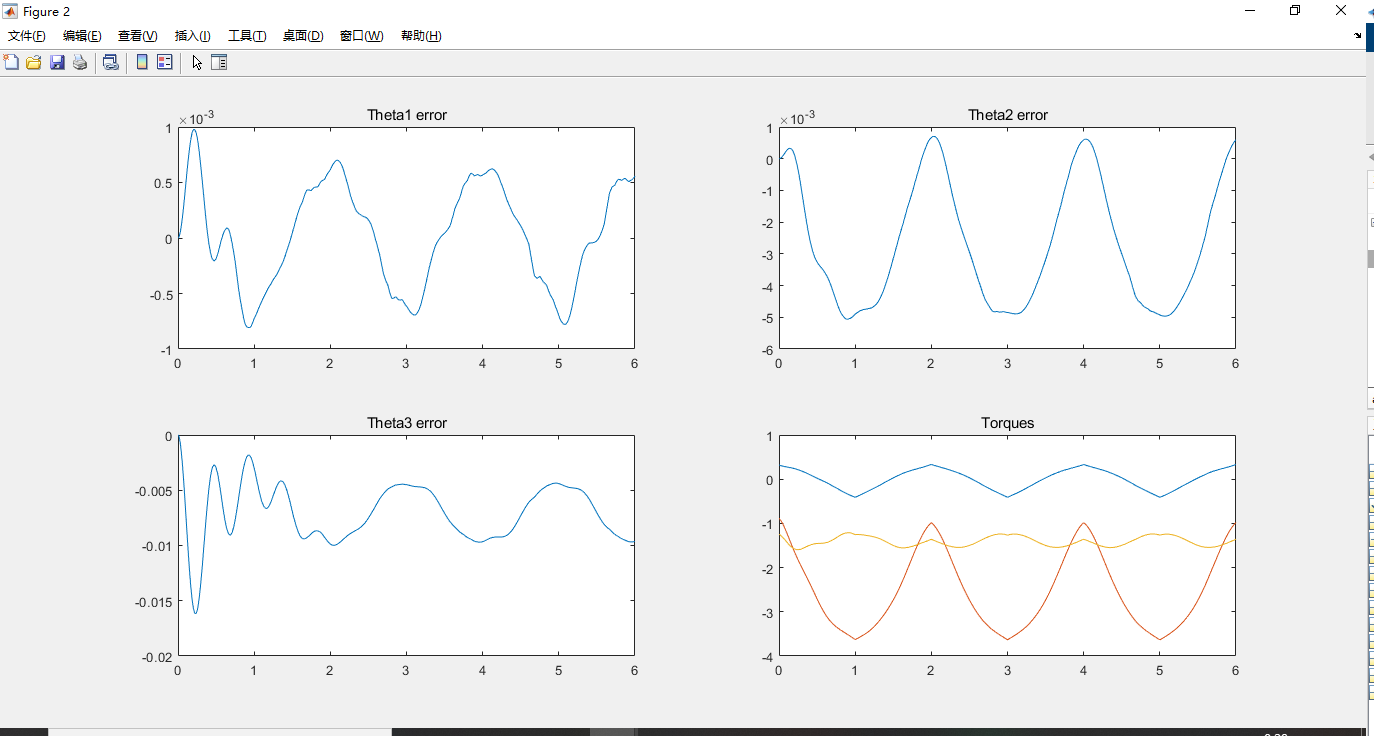 Figure 2
文件(F) 编辑(E) 查看(V) 插入(I) 工具(T) 桌面(D) 窗口(W) 帮助(H)
Theta1 error
×10-3
1
0.5
0
-0.5
-1
0 1 2 3 4 5 6
Theta2 error
×10-3
1
0
-1
-2
-3
-4
-5
-6
0 1 2 3 4 5 6
Theta3 error
0
-0.005
-0.01
-0.015
-0.02
0 1 2 3 4 5 6
Torques
1
0
-1
-2
-3
-4
0 1 2 3 4 5 6